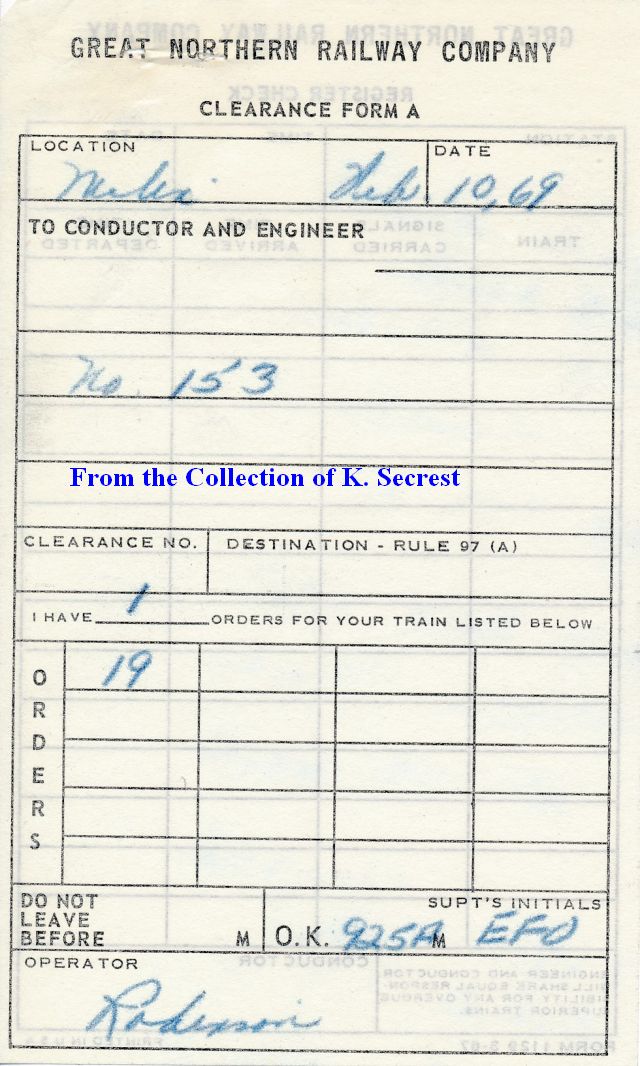 GREAT NORTHERN RAILWAY COMPANY
CLEARANCE FORM A
LOCATION DATE
Feb 10, 69
TO CONDUCTOR AND ENGINEER
No. 153
From the Collection of K. Secrest
CLEARANCE NO. DESTINATION - RULE 97 (A)
I HAVE 1 ORDERS FOR YOUR TRAIN LISTED BELOW
ORDERS
19
DO NOT LEAVE BEFORE M O.K. 925A M SUPT'S INITIALS EFO
OPERATOR